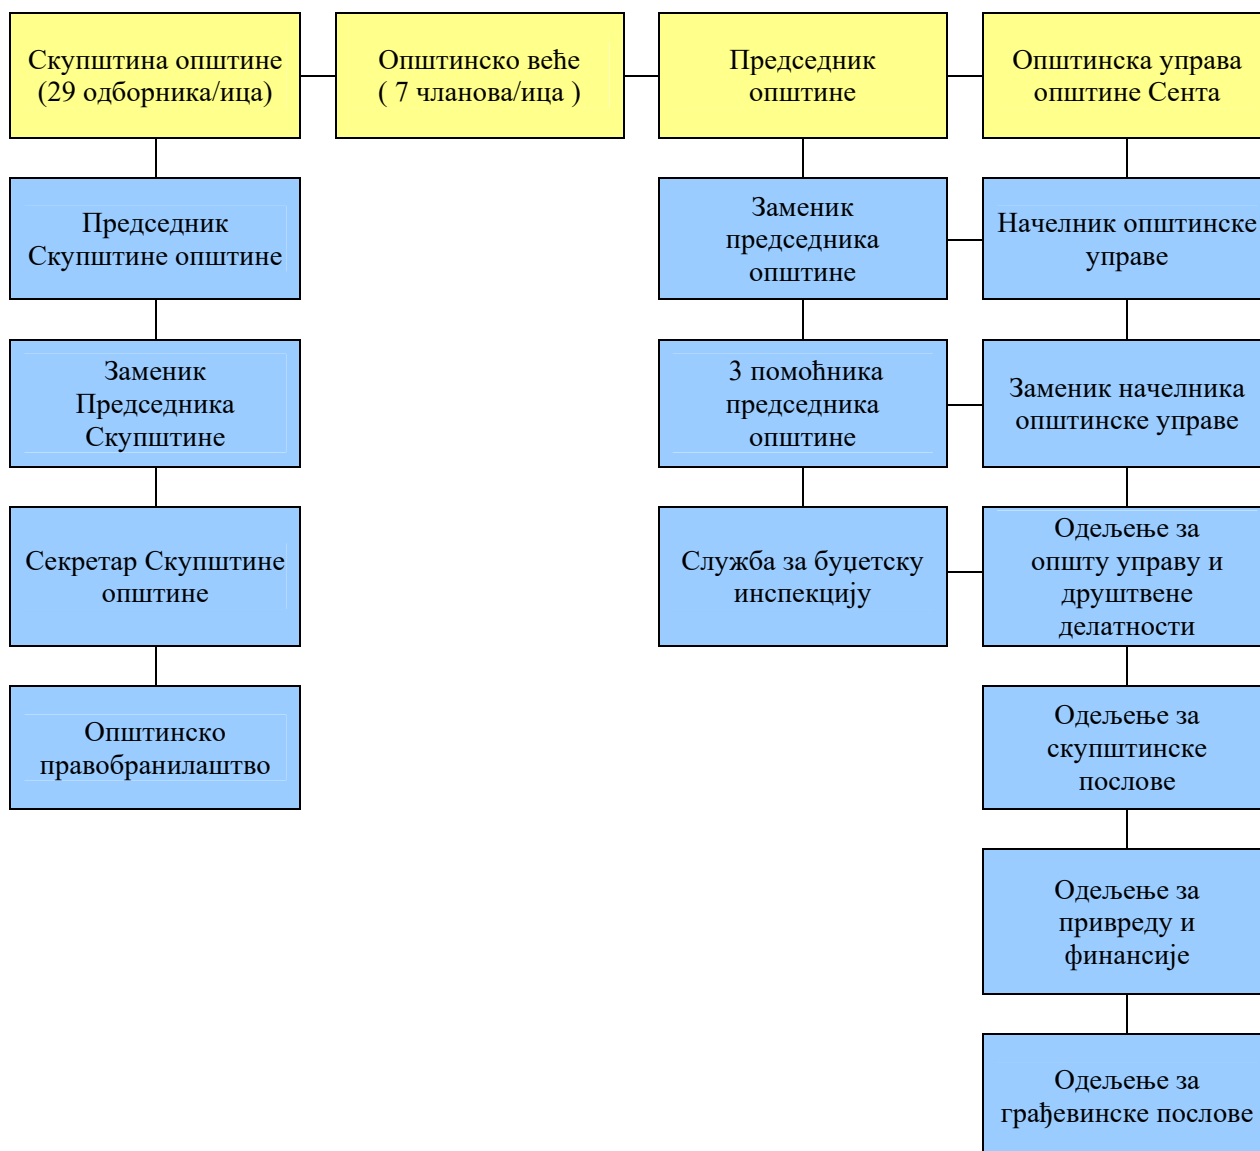 Скупштина општине
(29 одборника/ица)
Општинско веће
( 7 чланова/ица )
Председник
општине
Општинска управа
општине Сента
Председник
Скупштине општине
Заменик
председника
општине
Начелник општинске
управе
Заменик
Председника
Скупштине
3 помоћника
председника
општине
Заменик начелника
општинске управе
Секретар Скупштине
општине
Служба за буџетску
инспекцију
Одељење за
општу управу и
друштвене
делатности
Општинско
правобранилаштво
Одељење за
скупштинске
послове
Одељење за
привреду и
финансије
Одељење за
грађевинске послове